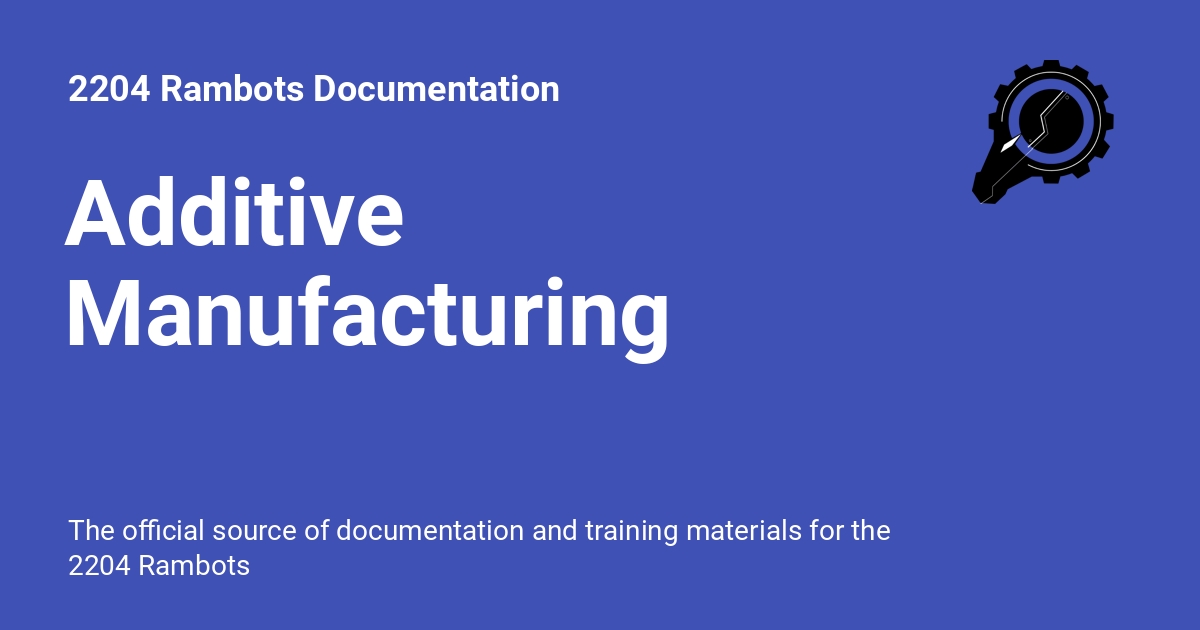 2204 Rambots Documentation
Additive
Manufacturing
The official source of documentation and training materials for the
2204 Rambots